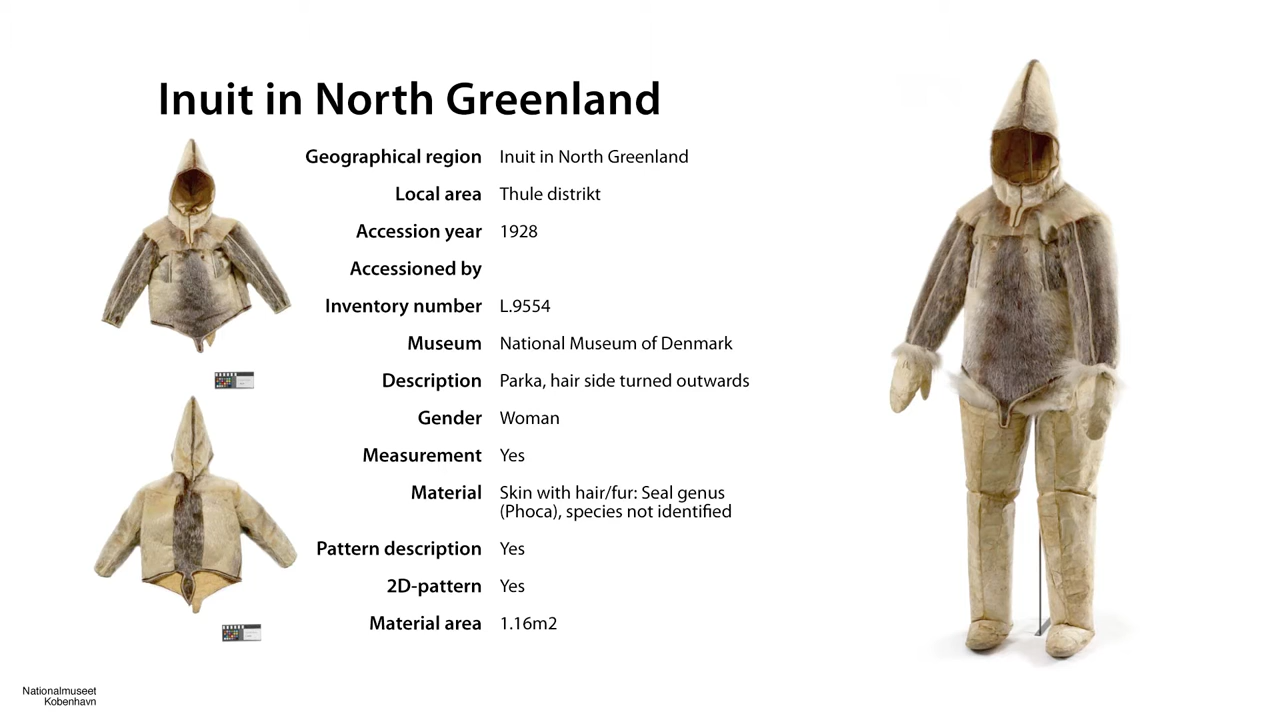 Inuit in North Greenland
Geographical region Inuit in North Greenland
Local area Thule distrikt
Accession year 1928
Accessioned by
Inventory number L.9554
Museum National Museum of Denmark
Description Parka, hair side turned outwards
Gender Woman
Measurement Yes
Material Skin with hair/fur: Seal genus
(Phoca), species not identified
Pattern description Yes
2D-pattern Yes
Material area 1.16m2
Nationalmuseet
Kobenhavn